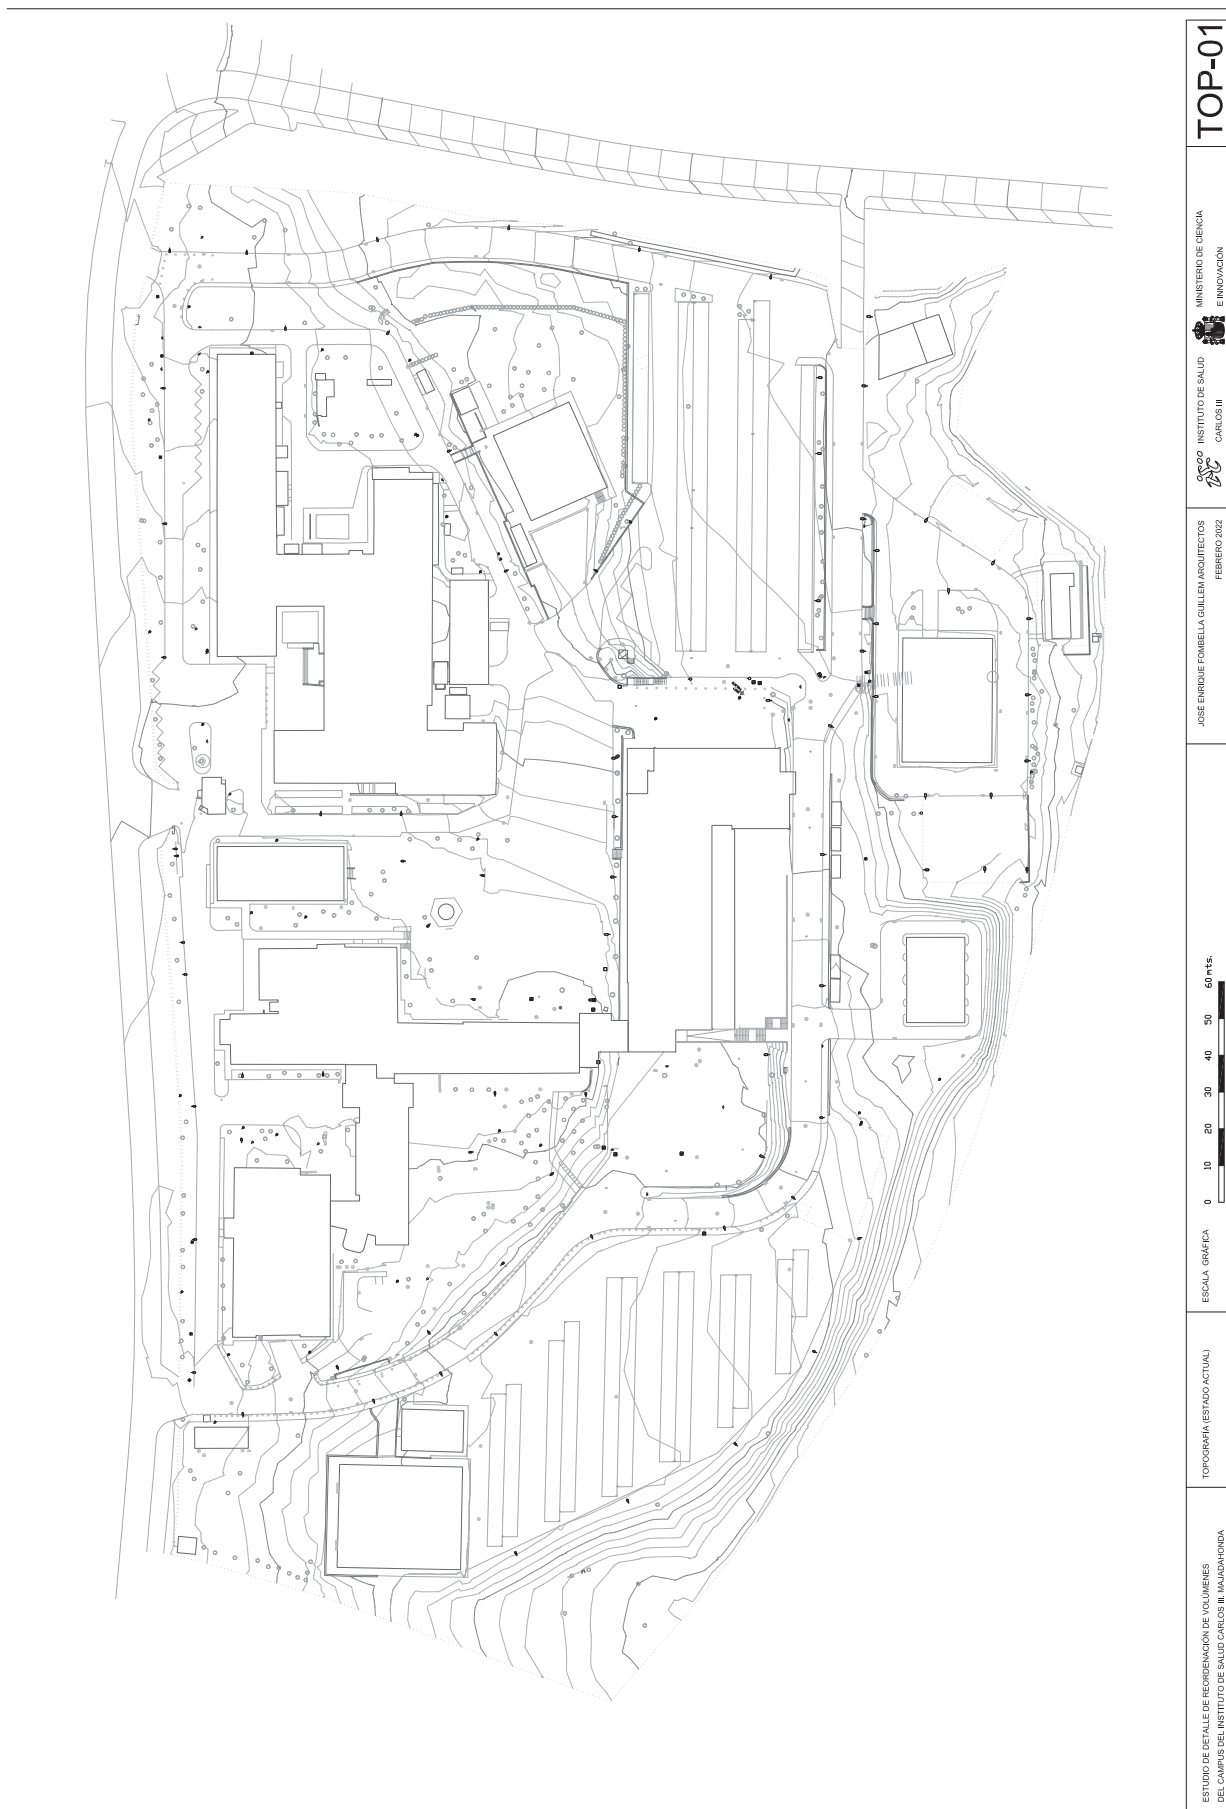 ESTUDIO DE DETALLE DE REORDENACIÓN DE VOLÚMENES
DEL CAMPUS DEL INSTITUTO DE SALUD CARLOS III. MAJADAHONDA
TOPOGRAFÍA (ESTADO ACTUAL)
ESCALA GRÁFICA
0 10 20 30 40 50 60 mts.
JOSÉ ENRIQUE FOMBELLA GUILLEM ARQUITECTOS
FEBRERO 2022
INSTITUTO DE SALUD
CARLOS III
MINISTERIO DE CIENCIA
E INNOVACIÓN
TOP-01